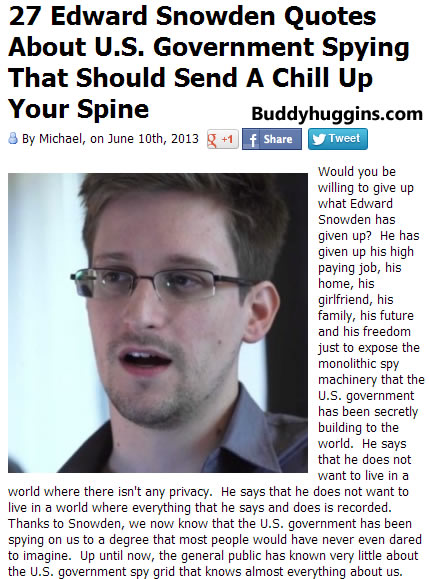 27 Edward Snowden Quotes
About U.S. Government Spying
That Should Send A Chill Up
Your Spine
Buddyhuggins.com
By Michael, on June 10th, 2013
g +1
f Share
Tweet
Would you be
willing to give up
what Edward
Snowden has
given up?  He has
given up his high
paying job, his
home, his
girlfriend, his
family, his future
and his freedom
just to expose the
monolithic spy
machinery that the
U.S. government
has been secretly
building to the
world.  He says
that he does not
want to live in a
world where there isn't any privacy.  He says that he does not want to
live in a world where everything that he says and does is recorded.
Thanks to Snowden, we now know that the U.S. government has been
spying on us to a degree that most people would have never even dared
to imagine.  Up until now, the general public has known very little about
the U.S. government spy grid that knows almost everything about us.